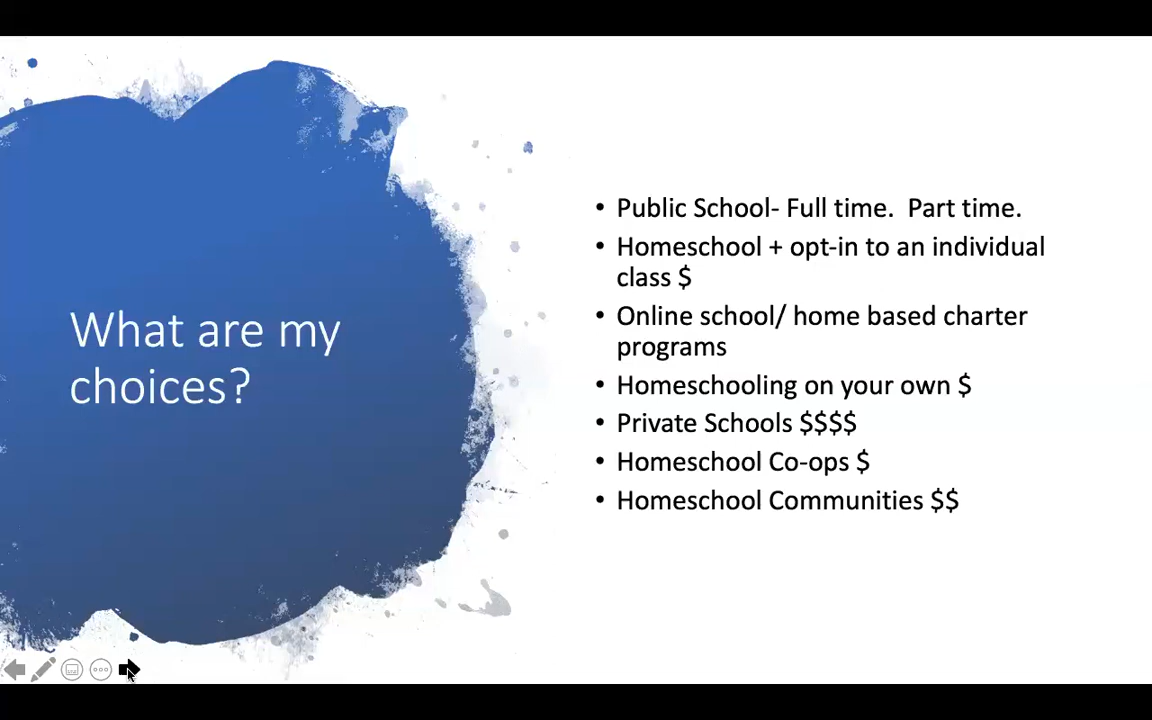 What are my
choices?
• Public School- Full time.  Part time.
• Homeschool + opt-in to an individual
class $
• Online school/ home based charter
programs
• Homeschooling on your own $
• Private Schools $$$$
• Homeschool Co-ops $
• Homeschool Communities $$